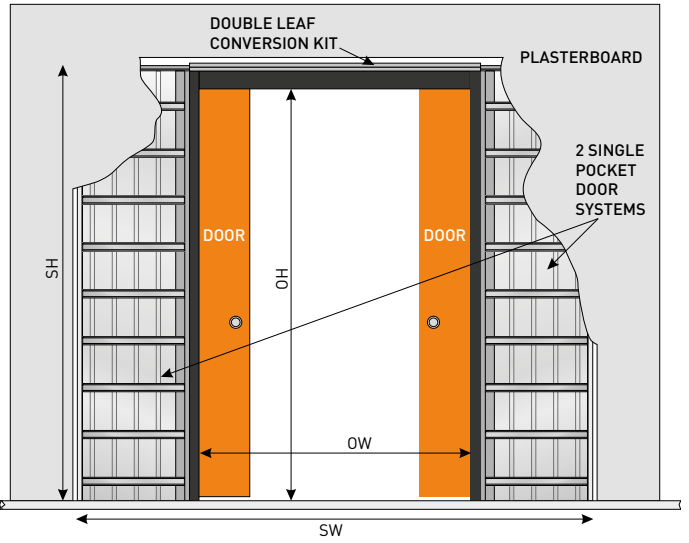 DOUBLE LEAF
CONVERSION KIT
PLASTERBOARD
2 SINGLE
POCKET
DOOR
SYSTEMS
DOOR
DOOR
SH
OH
OW
SW